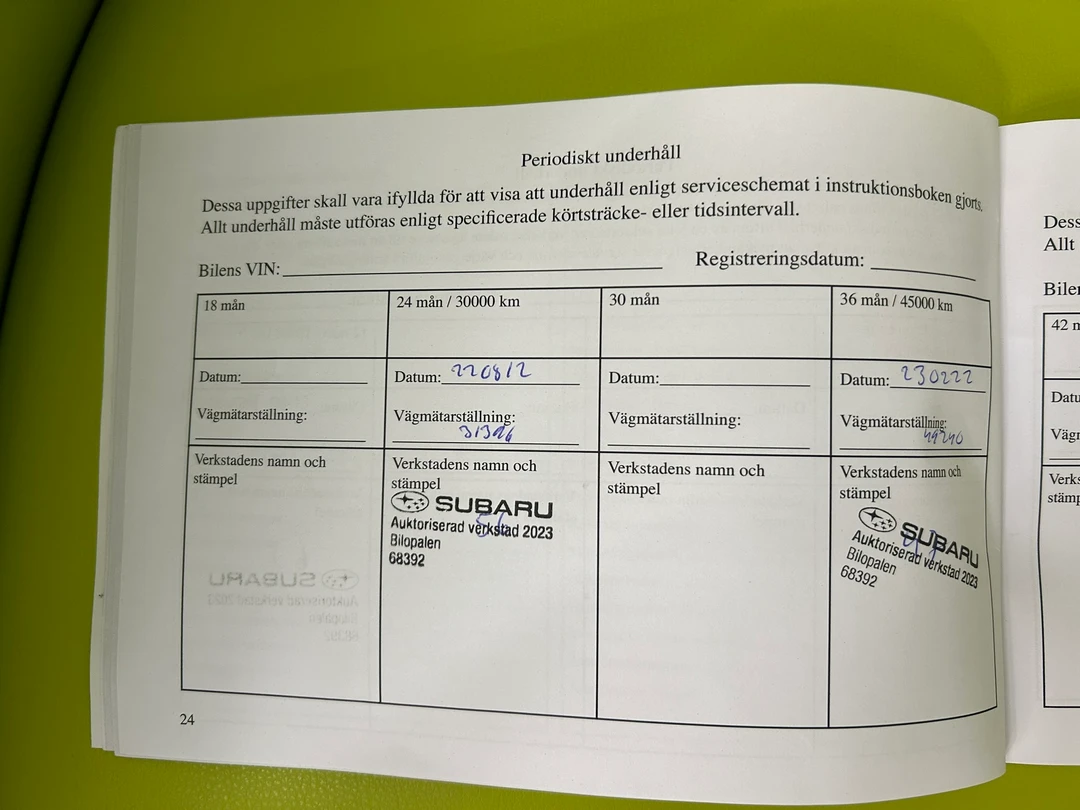 Periodiskt underhåll
Dessa uppgifter skall vara ifyllda för att visa att underhåll enligt serviceschemat i instruktionsboken gjorts.
Allt underhåll måste utföras enligt specificerade körtsträcke- eller tidsintervall.
Bilens VIN:
Registreringsdatum:
18 mån
24 mån / 30000 km
30 mån
36 mån / 45000 km
Datum:
Datum: 220812
Datum:
Datum: 230222
Vägmätarställning:
Vägmätarställning:
Vägmätarställning:
Vägmätarställning:
49240
Verkstadens namn och
stämpel
Verkstadens namn och
stämpel
SUBARU
Auktoriserad verkstad 2023
Bilopalen
68392
Verkstadens namn och
stämpel
Verkstadens namn och
stämpel
SUBARU
Auktoriserad verkstad 2023
Bilopalen
68392
24
Dess
Allt
Biler
42 m
Datu
Vägr
Verks
stämp